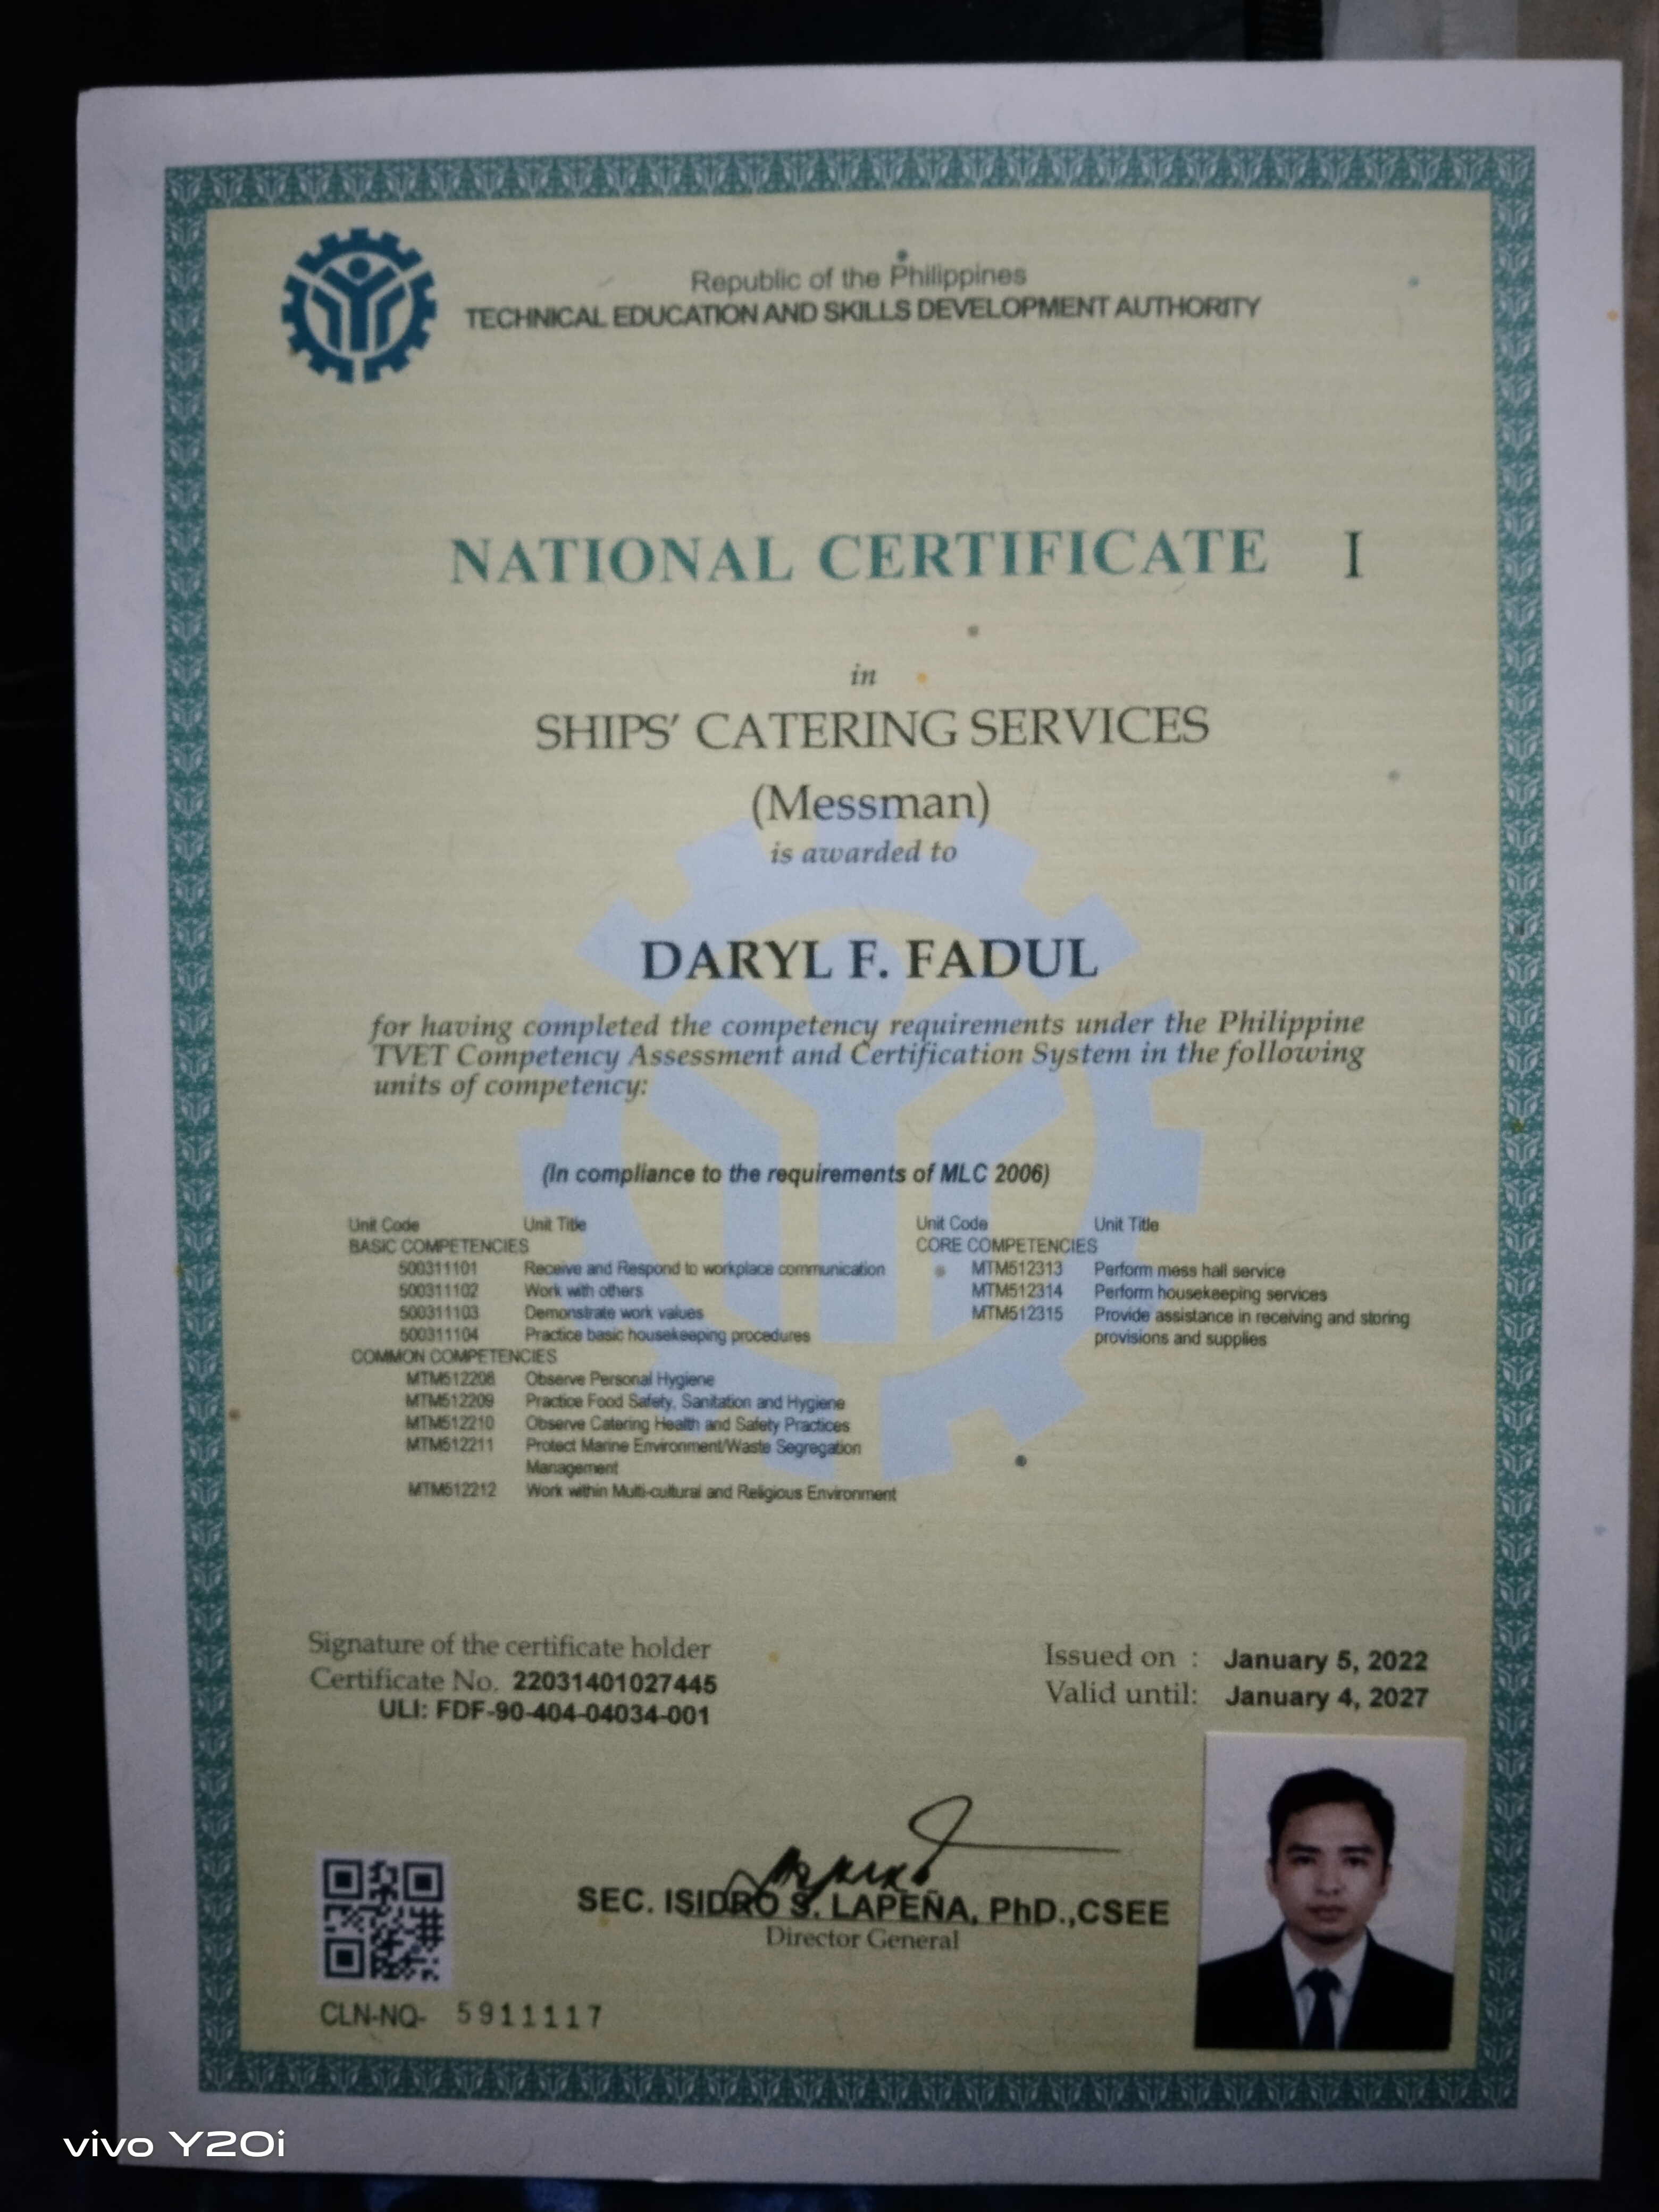 Republic of the Philippines
TECHNICAL EDUCATION AND SKILLS DEVELOPMENT AUTHORITY
NATIONAL CERTIFICATE I
in
SHIPS' CATERING SERVICES
(Messman)
is awarded to
DARYL F. FADUL
for having completed the competency requirements under the Philippine
TVET Competency Assessment and Certification System in the following
units of competency:
(In compliance to the requirements of MLC 2006)
Unit Code Unit Title
BASIC COMPETENCIES
500311101 Receive and Respond to workplace communication
500311102 Work with others
500311103 Demonstrate work values
500311104 Practice basic housekeeping procedures
COMMON COMPETENCIES
MTM512208 Observe Personal Hygiene
MTM512209 Practice Food Safety, Sanitation and Hygiene
MTM512210 Observe Catering Health and Safety Practices
MTM512211 Protect Marine Environment/Waste Segregation
Management
MTM512212 Work within Multi-cultural and Religious Environment
Unit Code Unit Title
CORE COMPETENCIES
MTM512313 Perform mess hall service
MTM512314 Perform housekeeping services
MTM512315 Provide assistance in receiving and storing
provisions and supplies
Signature of the certificate holder
Certificate No. 22031401027445
ULI: FDF-90-404-04034-001
Issued on : January 5, 2022
Valid until: January 4, 2027
SEC. ISIDRO S. LAPEÑA, PhD.,CSEE
Director General
CLN-NQ- 5911117
vivo Y20i